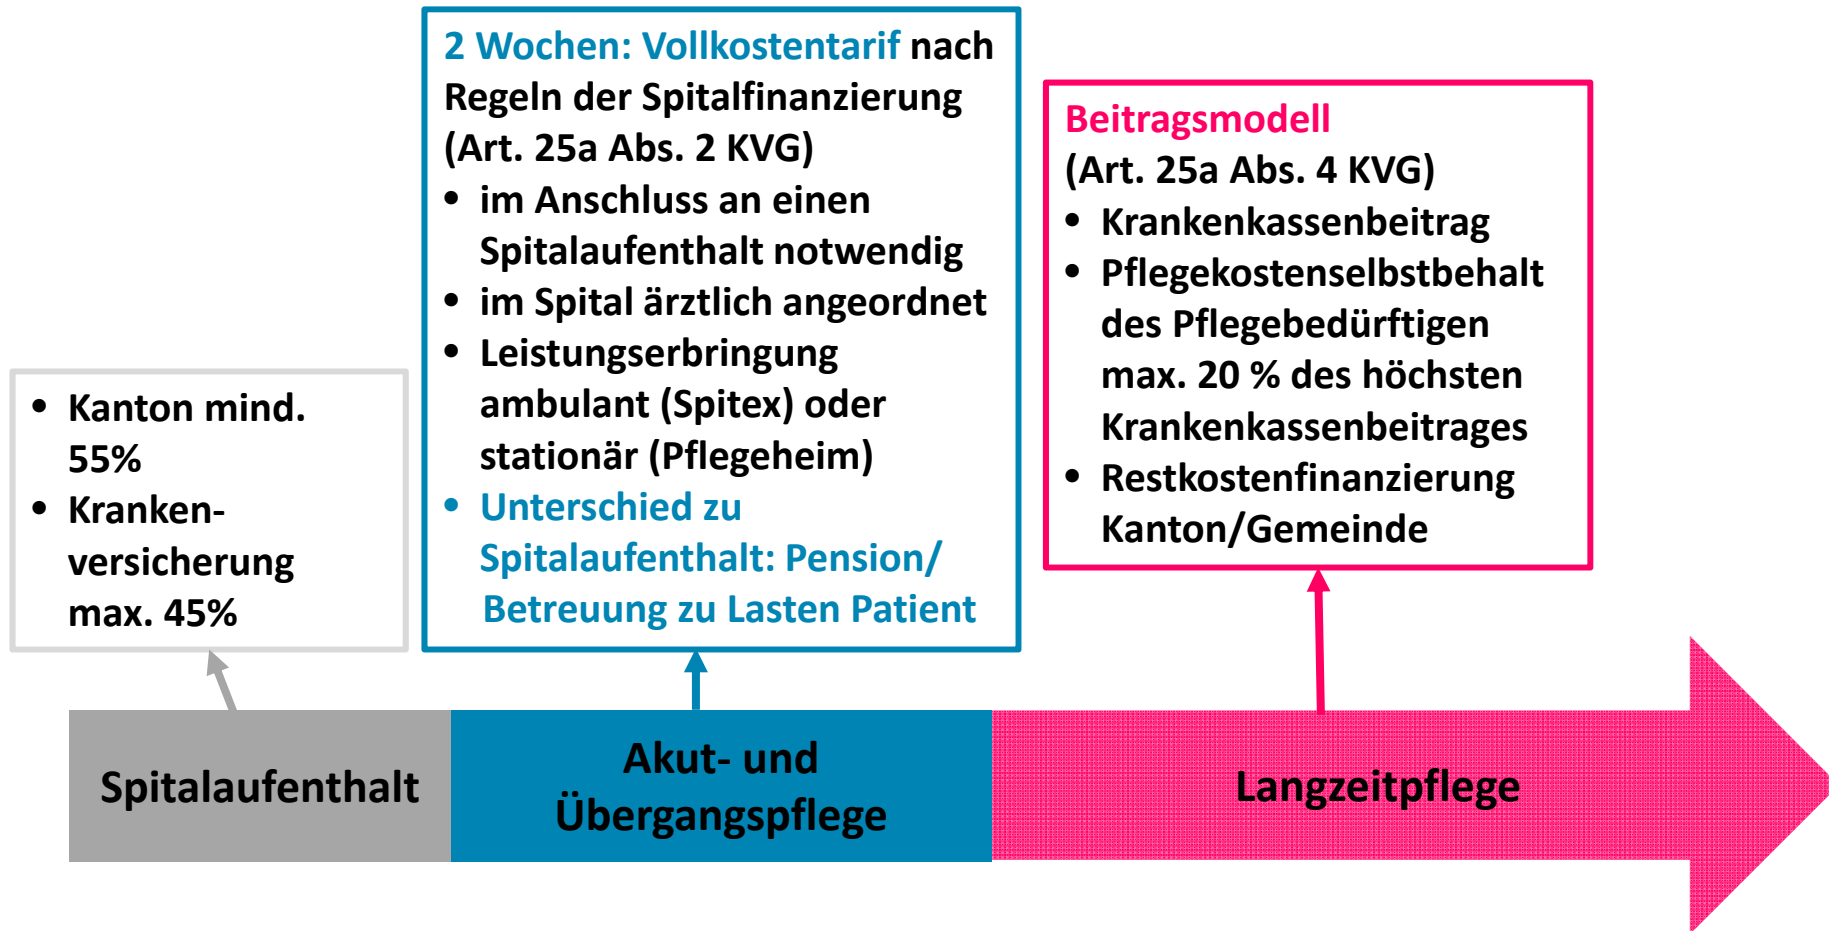 • Kanton mind.
55%
• Kranken-
versicherung
max. 45%
2 Wochen: Vollkostentarif nach
Regeln der Spitalfinanzierung
(Art. 25a Abs. 2 KVG)
• im Anschluss an einen
Spitalaufenthalt notwendig
• im Spital ärztlich angeordnet
• Leistungserbringung
ambulant (Spitex) oder
stationär (Pflegeheim)
• Unterschied zu
Spitalaufenthalt: Pension/
Betreuung zu Lasten Patient
Beitragsmodell
(Art. 25a Abs. 4 KVG)
• Krankenkassenbeitrag
• Pflegekostenselbstbehalt
des Pflegebedürftigen
max. 20 % des höchsten
Krankenkassenbeitrages
• Restkostenfinanzierung
Kanton/Gemeinde
Spitalaufenthalt
Akut- und
Übergangspflege
Langzeitpflege